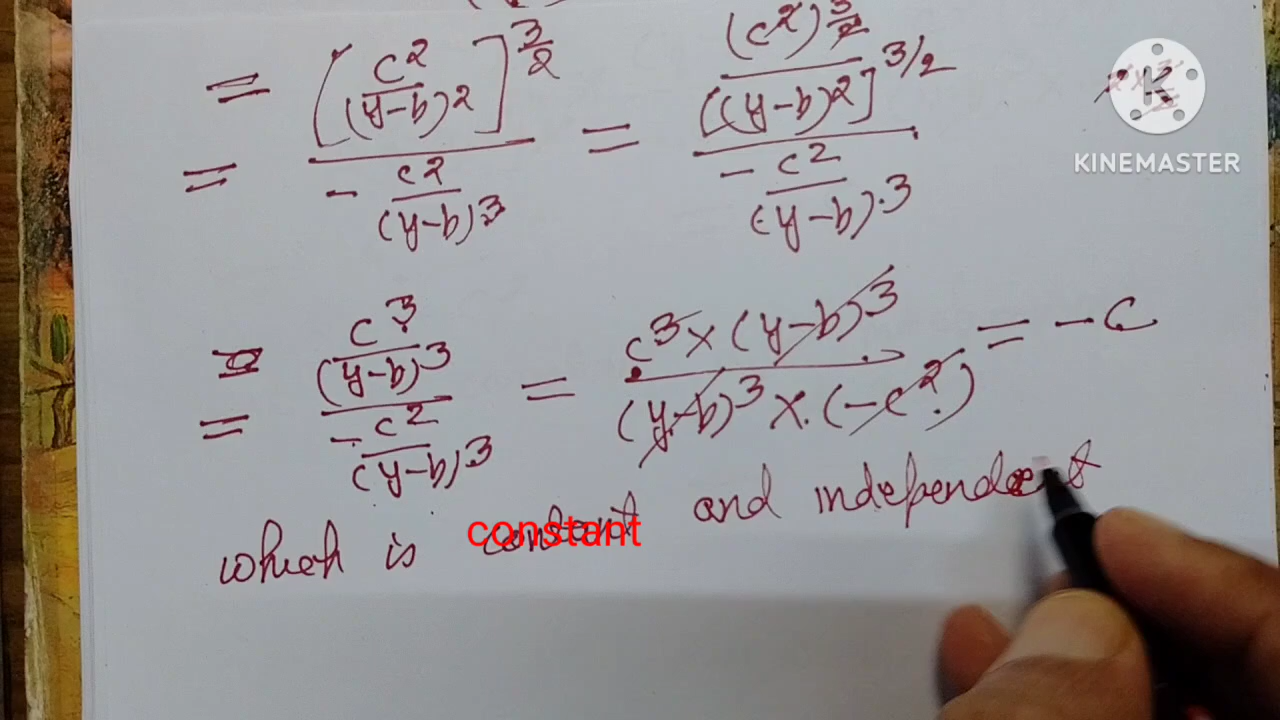 = [c²/(y-b)²]^3/2 / -c²/(y-b)³ = (c²)^3/2 / [(y-b)²]^3/2 / -c²/(y-b)³
KINEMASTER
= c³/(y-b)³ / -c²/(y-b)³ = c³×(y-b)³ / (y-b)³×(-c²) = -c
which is constant and independent